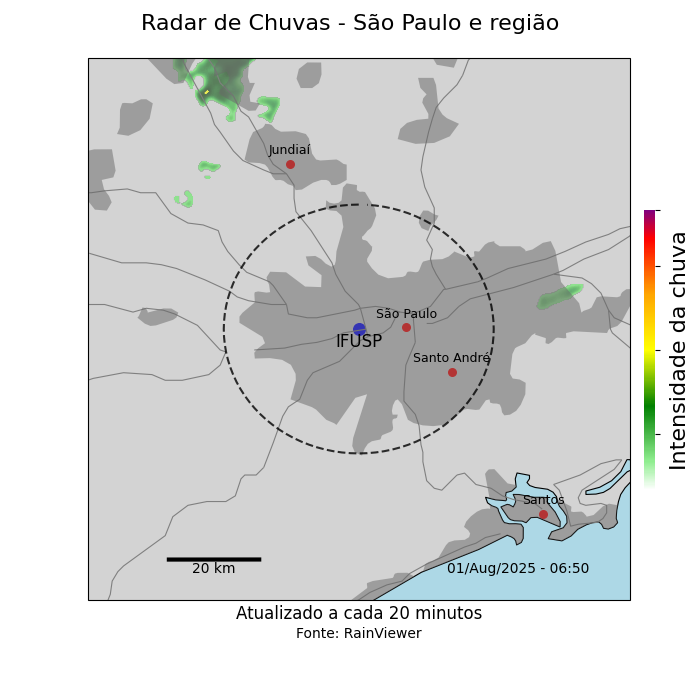 Radar de Chuvas - São Paulo e região
Jundiaí
São Paulo
IFUSP
Santo André
Intensidade da chuva
Santos
20 km
01/Aug/2025 - 06:50
Atualizado a cada 20 minutos
Fonte: RainViewer